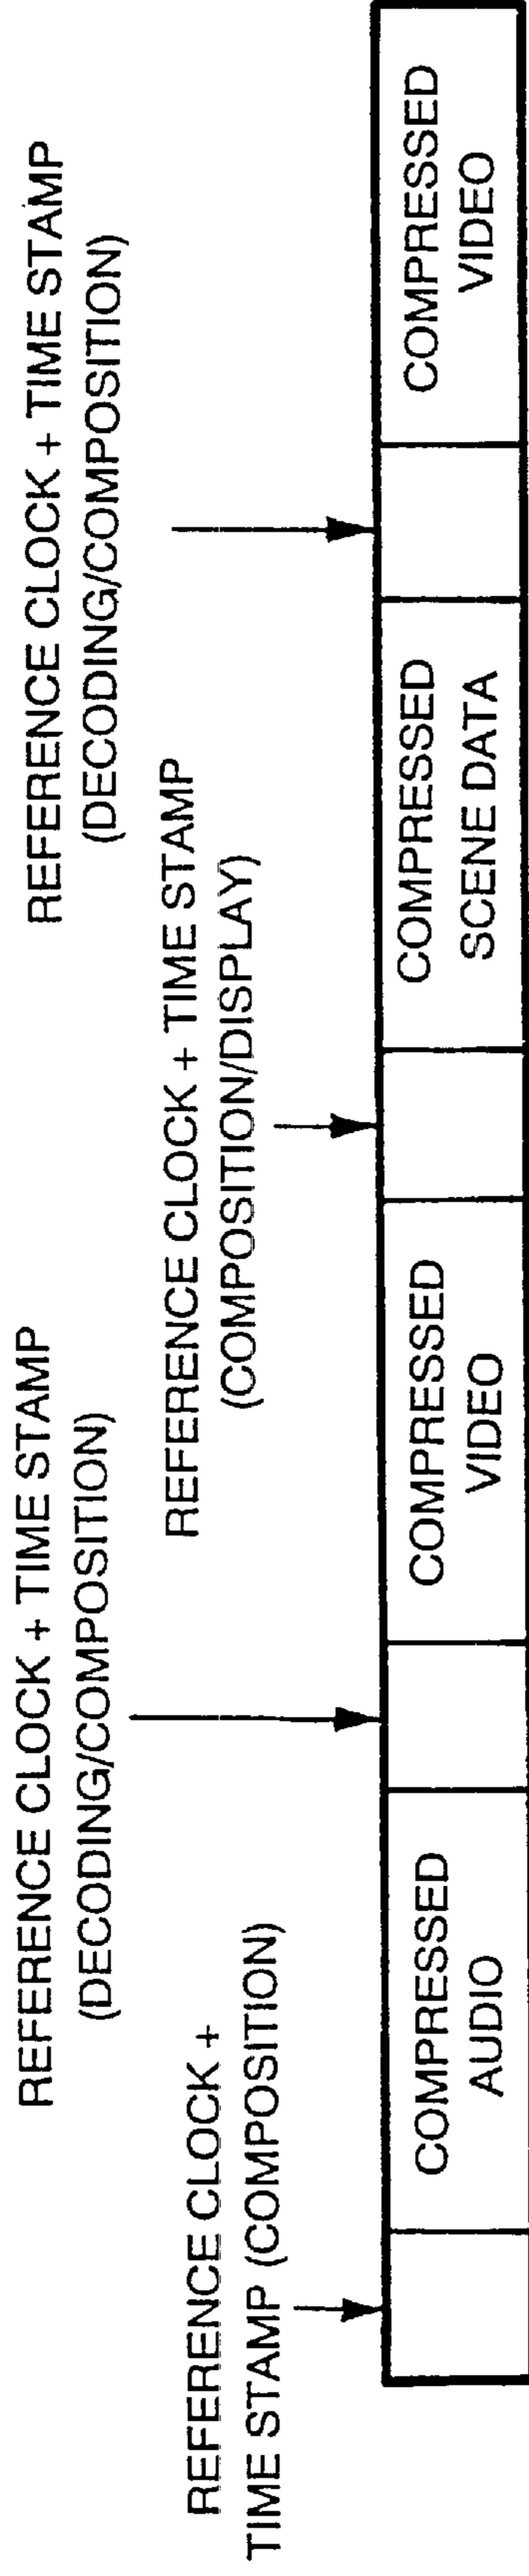 REFERENCE CLOCK +
TIME STAMP (COMPOSITION)
REFERENCE CLOCK + TIME STAMP
(DECODING/COMPOSITION)
REFERENCE CLOCK + TIME STAMP
(COMPOSITION/DISPLAY)
REFERENCE CLOCK + TIME STAMP
(DECODING/COMPOSITION)
COMPRESSED
AUDIO
COMPRESSED
VIDEO
COMPRESSED
SCENE DATA
COMPRESSED
VIDEO